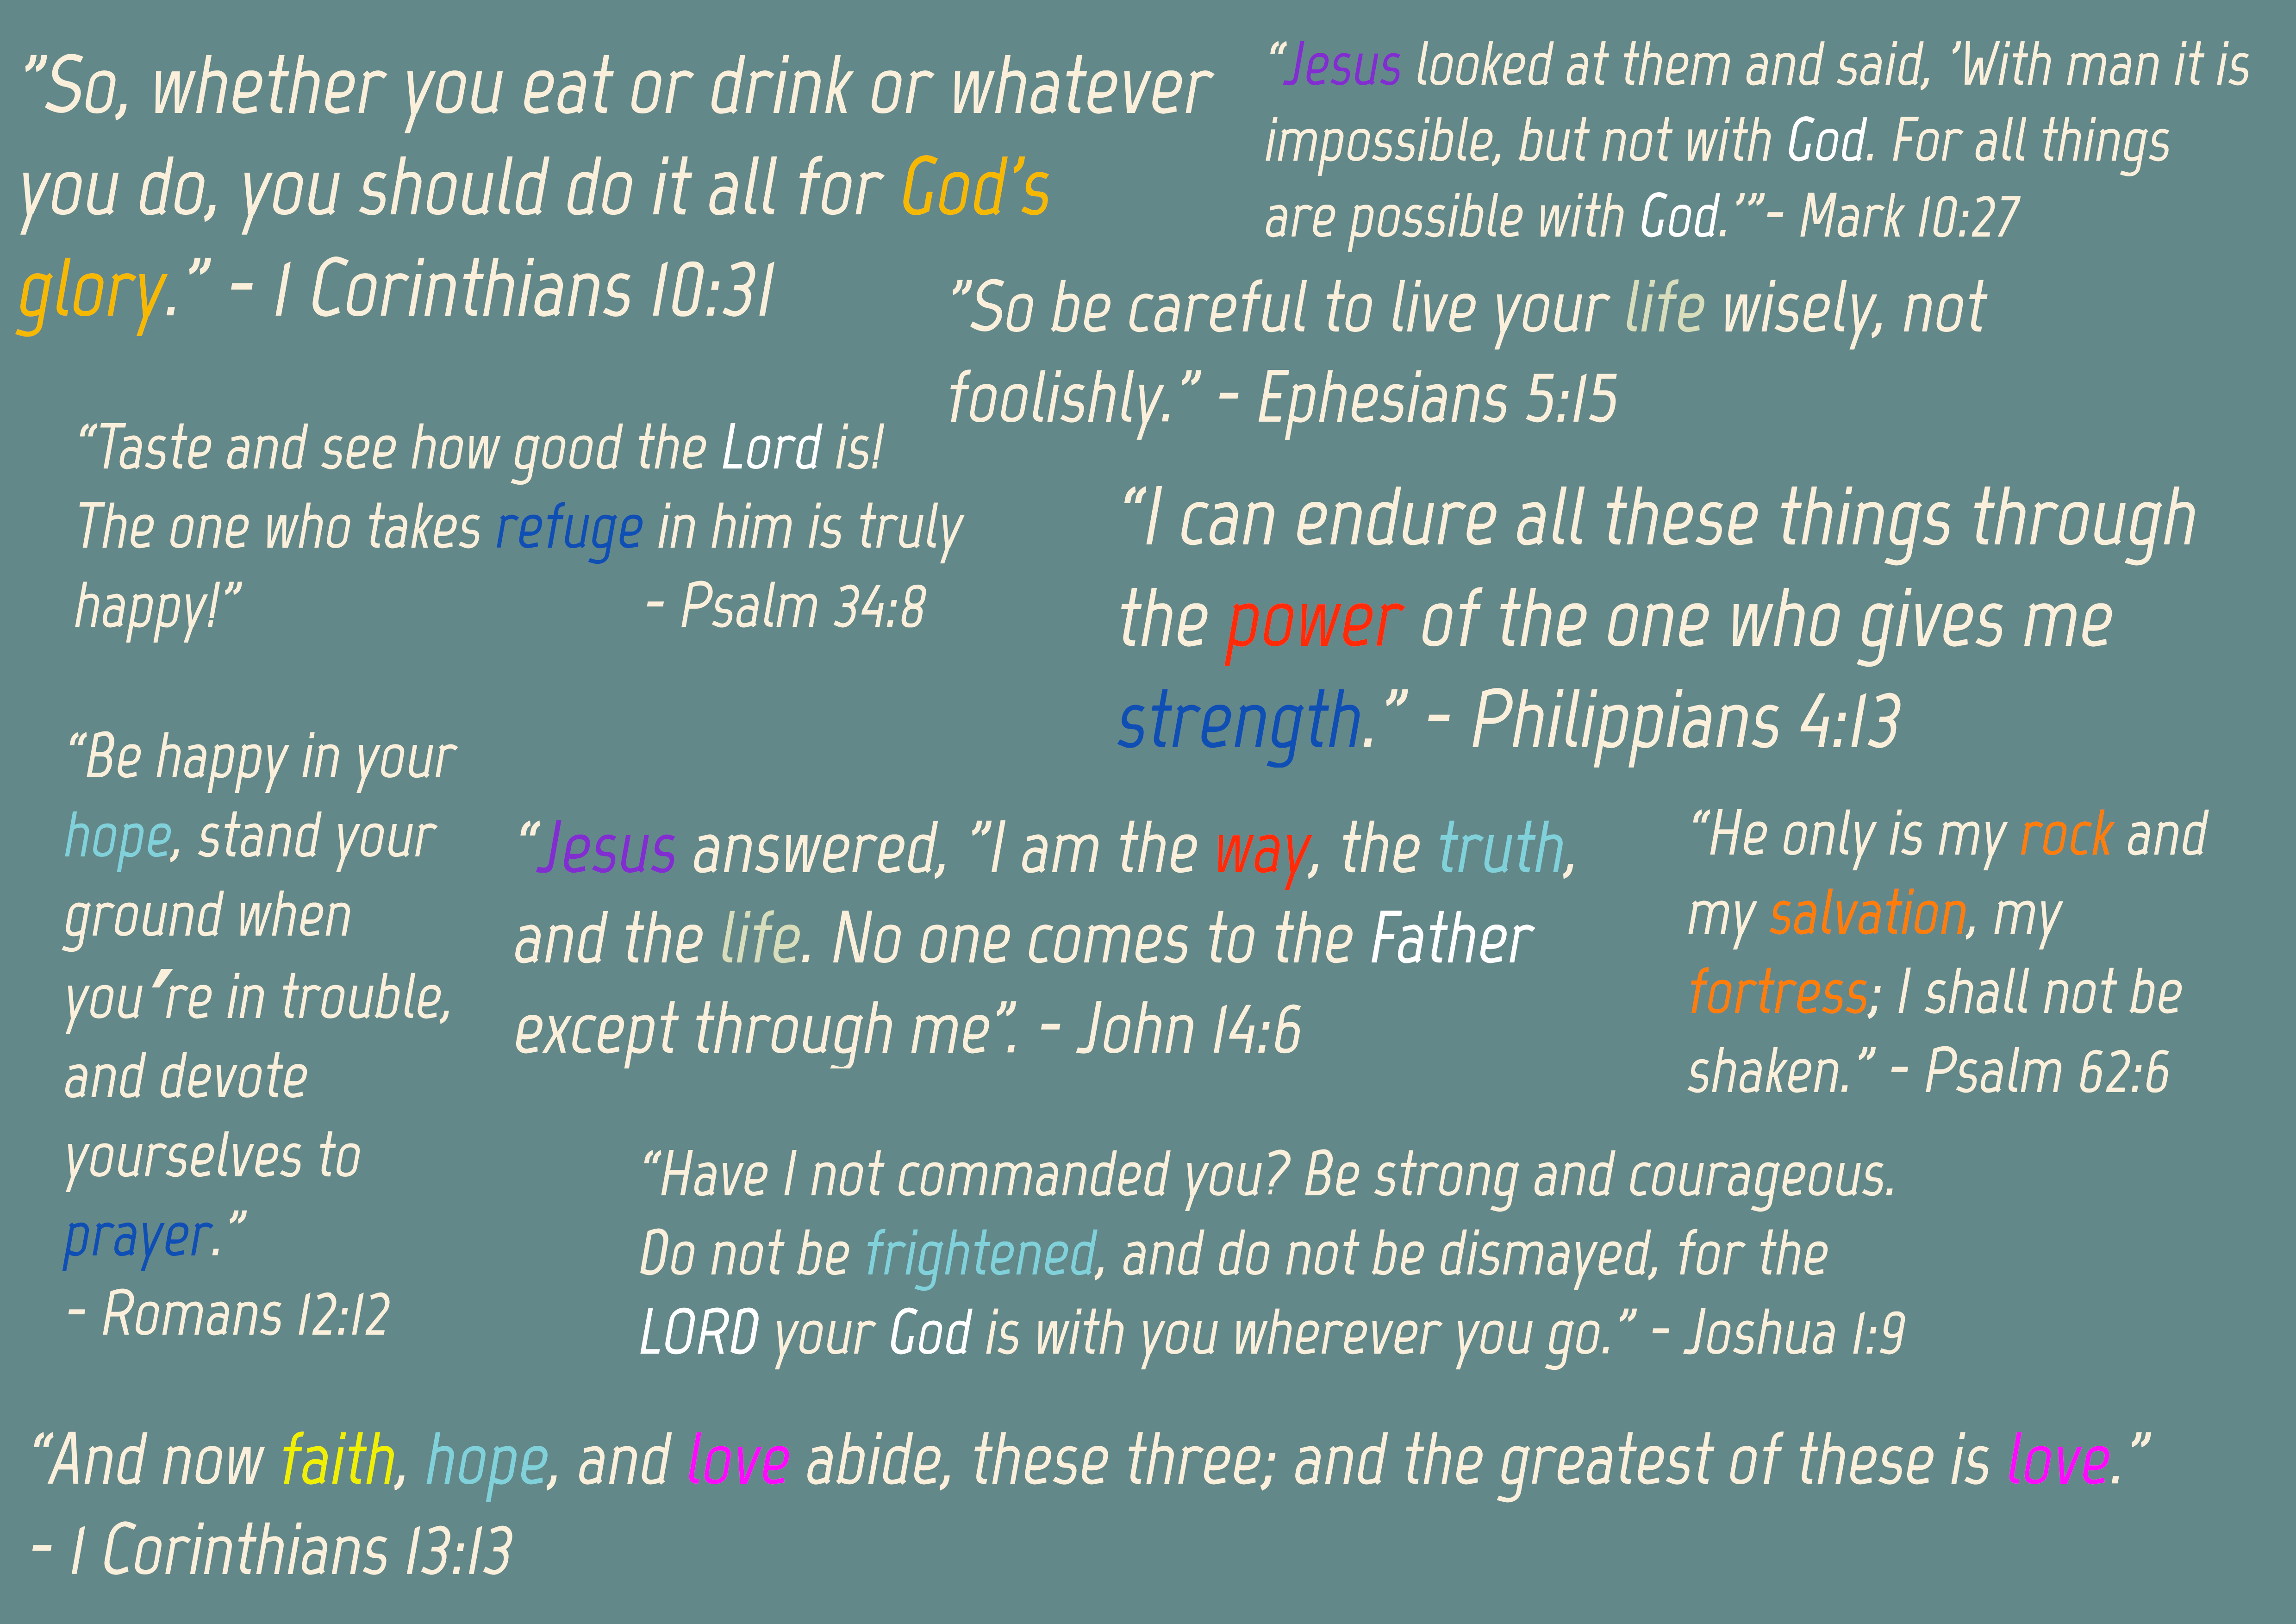 ”So, whether you eat or drink or whatever
you do, you should do it all for God’s
glory.” - 1 Corinthians 10:31
“Jesus looked at them and said, ’With man it is
impossible, but not with God. For all things
are possible with God.’”- Mark 10:27
”So be careful to live your life wisely, not
foolishly.” - Ephesians 5:15
“Taste and see how good the Lord is!
The one who takes refuge in him is truly
happy!” - Psalm 34:8
“I can endure all these things through
the power of the one who gives me
strength.” - Philippians 4:13
“Be happy in your
hope, stand your
ground when
you’re in trouble,
and devote
yourselves to
prayer.”
- Romans 12:12
“Jesus answered, ”I am the way, the truth,
and the life. No one comes to the Father
except through me”. - John 14:6
“He only is my rock and
my salvation, my
fortress; I shall not be
shaken.” - Psalm 62:6
“Have I not commanded you? Be strong and courageous.
Do not be frightened, and do not be dismayed, for the
LORD your God is with you wherever you go.” - Joshua 1:9
“And now faith, hope, and love abide, these three; and the greatest of these is love.”
- 1 Corinthians 13:13